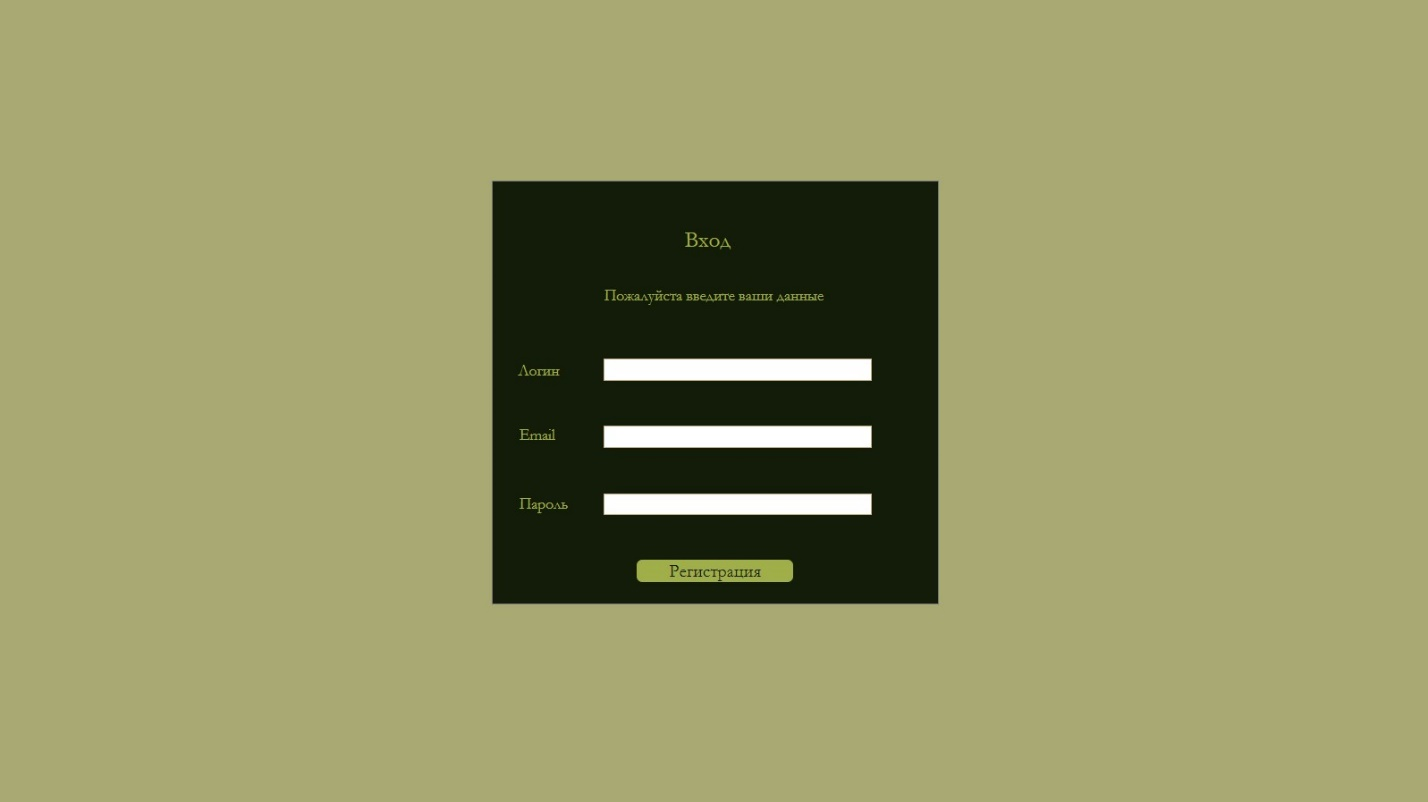 Вход
Пожалуйста введите ваши данные
Логин
Email
Пароль
Регистрация